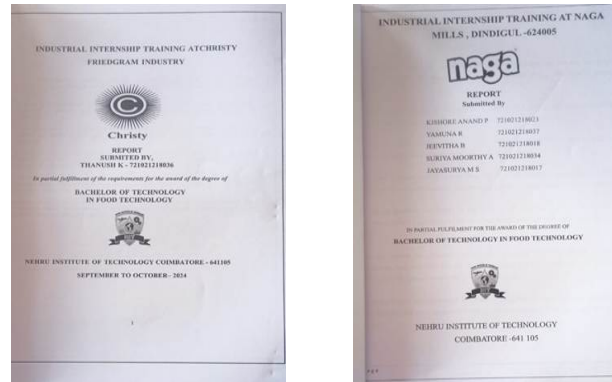 INDUSTRIAL INTERNSHIP TRAINING ATCHRISTY
FRIEDGRAM INDUSTRY
Christy
REPORT
SUBMITED BY,
THANUSH K - 721021218036
In partial fulfillment of the requirements for the award of the degree of
BACHELOR OF TECHNOLOGY
IN FOOD TECHNOLOGY
NEHRU INSTITUTE OF TECHNOLOGY COIMBATORE - 641105
SEPTEMBER TO OCTOBER- 2024
1
INDUSTRIAL INTERNSHIP TRAINING AT NAGA
MILLS , DINDIGUL -624005
naga
REPORT
Submitted By
KISHORE ANAND P 721021218021
YAMUNA R 721021218037
JEEVITHA B 721021218018
SURIYA MOORTHY A 721021218034
JAYASURYA M S 721021218017
IN PARTIAL FULFILMENT FOR THE AWARD OF THE DEGREE OF
BACHELOR OF TECHNOLOGY IN FOOD TECHNOLOGY
NEHRU INSTITUTE OF TECHNOLOGY
COIMBATORE -641 105